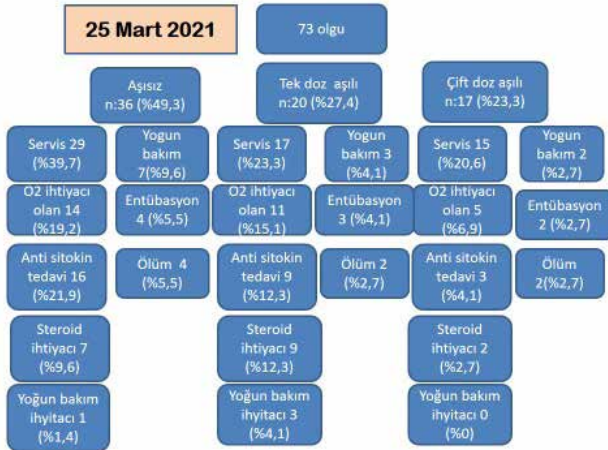 25 Mart 2021
73 olgu
Aşısız
n:36 (%49,3)
Tek doz aşılı
n:20 (%27,4)
Çift doz aşılı
n:17 (%23,3)
Servis 29
(%39,7)
Yogun
bakım
7(%9,6)
Servis 17
(%23,3)
Yogun
bakım 3
(%4,1)
Servis 15
(%20,6)
Yogun
bakım 2
(%2,7)
O2 ihtiyacı
olan 14
(%19,2)
Entübasyon
4 (%5,5)
O2 ihtiyacı
olan 11
(%15,1)
Entübasyon
3 (%4,1)
O2 ihtiyacı
olan 5
(%6,9)
Entübasyon
2 (%2,7)
Anti sitokin
tedavi 16
(%21,9)
Ölüm 4
(%5,5)
Anti sitokin
tedavi 9
(%12,3)
Ölüm 2
(%2,7)
Anti sitokin
tedavi 3
(%4,1)
Ölüm
2(%2,7)
Steroid
ihtiyacı 7
(%9,6)
Steroid
ihtiyacı 9
(%12,3)
Steroid
ihtiyacı 2
(%2,7)
Yoğun bakım
ihyitacı 1
(%1,4)
Yoğun bakım
ihyitacı 3
(%4,1)
Yoğun bakım
ihyitacı 0
(%0)